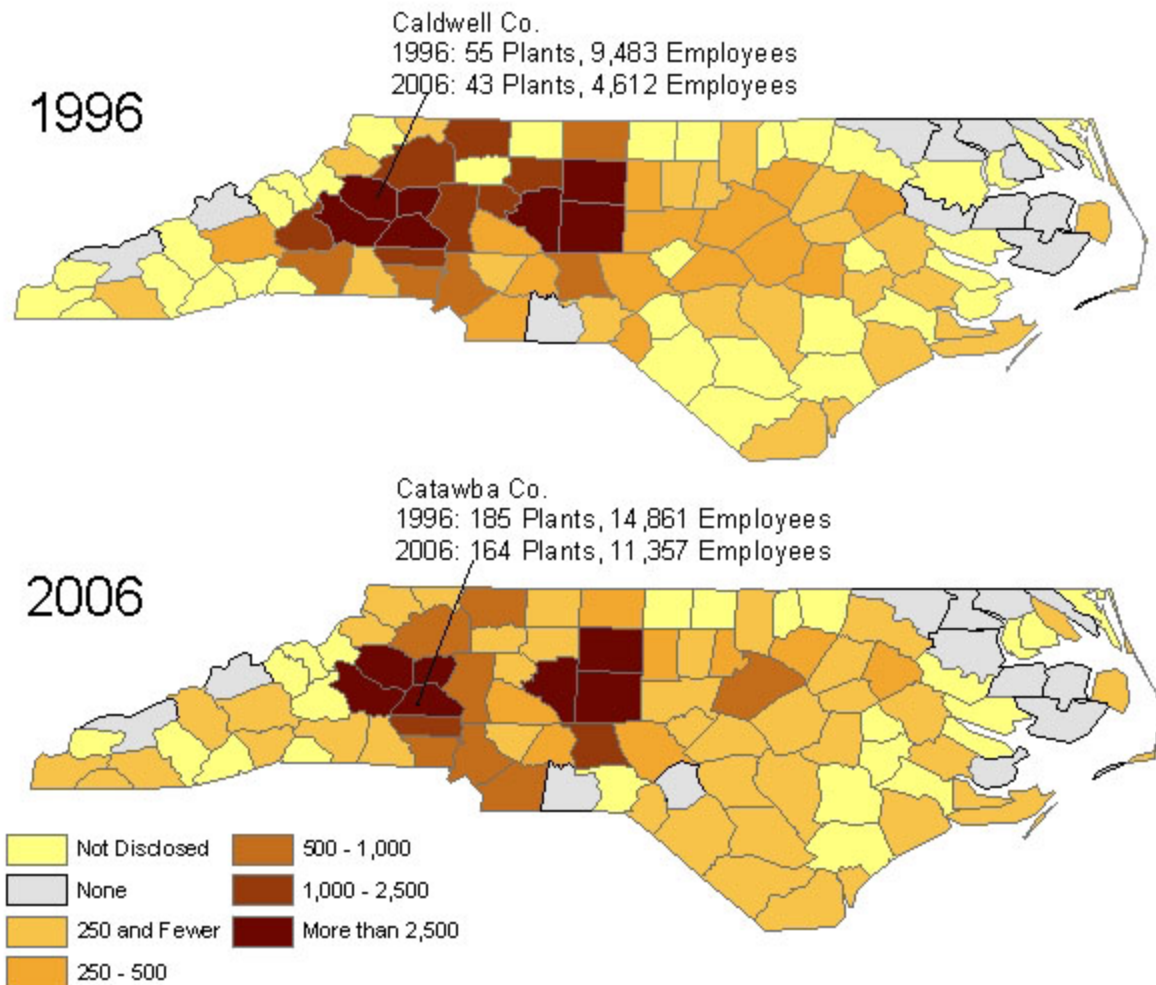 Caldwell Co.
1996: 55 Plants, 9,483 Employees
2006: 43 Plants, 4,612 Employees
1996
Catawba Co.
1996: 185 Plants, 14,861 Employees
2006: 164 Plants, 11,357 Employees
2006
Not Disclosed
None
250 and Fewer
250 - 500
500 - 1,000
1,000 - 2,500
More than 2,500